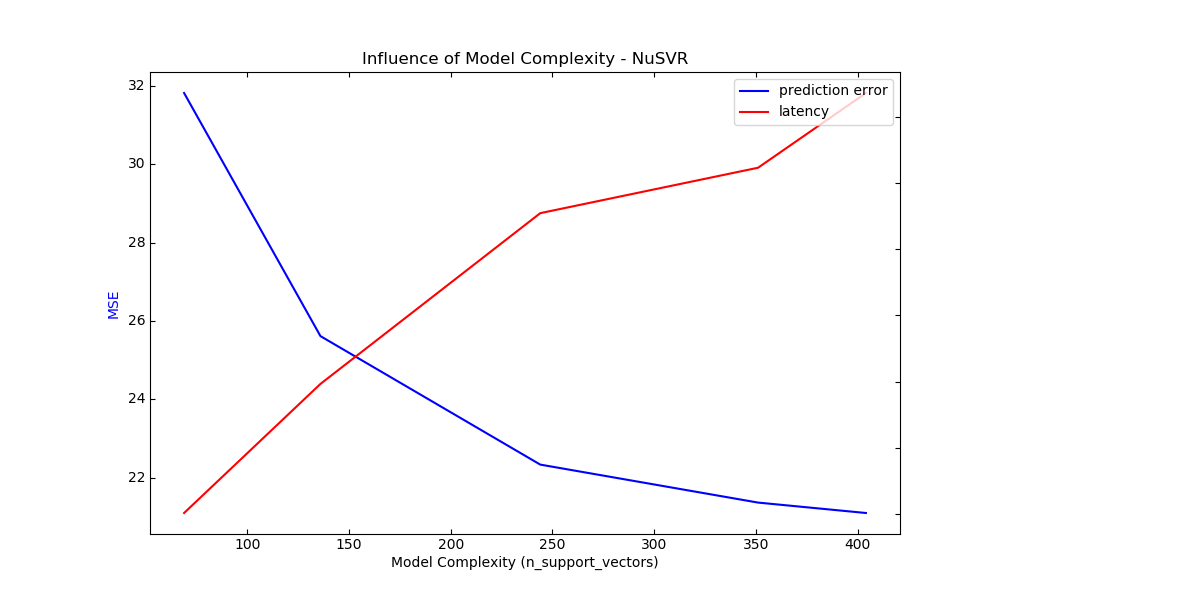 Influence of Model Complexity - NuSVR
prediction error
latency
32
30
28
26
24
22
MSE
100 150 200 250 300 350 400
Model Complexity (n_support_vectors)